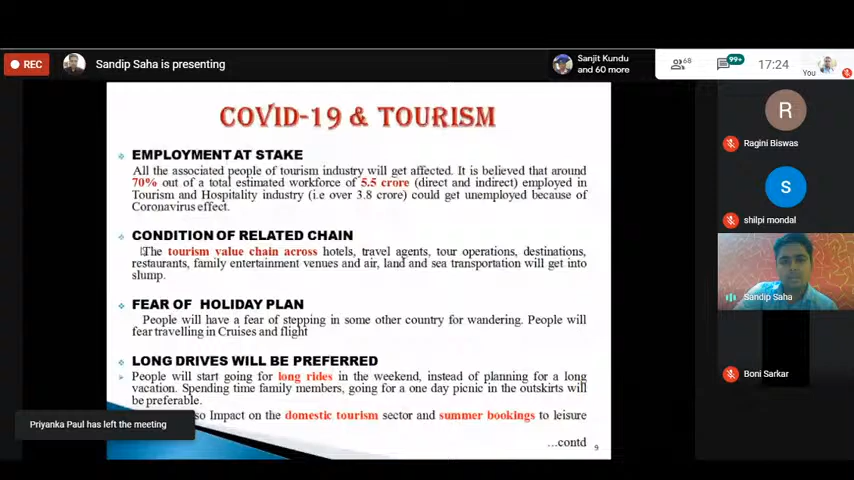 REC
Sandip Saha is presenting
Sanjit Kundu
and 60 more
68
99+
17:24
You
COVID-19 & TOURISM
EMPLOYMENT AT STAKE
All the associated people of tourism industry will get affected. It is believed that around
70% out of a total estimated workforce of 5.5 crore (direct and indirect) employed in
Tourism and Hospitality industry (i.e over 3.8 crore) could get unemployed because of
Coronavirus effect.
CONDITION OF RELATED CHAIN
The tourism value chain across hotels, travel agents, tour operations, destinations,
restaurants, family entertainment venues and air, land and sea transportation will get into
slump.
FEAR OF HOLIDAY PLAN
People will have a fear of stepping in some other country for wandering. People will
fear travelling in Cruises and flight
LONG DRIVES WILL BE PREFERRED
People will start going for long rides in the weekend, instead of planning for a long
vacation. Spending time family members, going for a one day picnic in the outskirts will
be preferable.
so Impact on the domestic tourism sector and summer bookings to leisure
...contd
9
Priyanka Paul has left the meeting
R
Ragini Biswas
S
shilpi mondal
Sandip Saha
Boni Sarkar